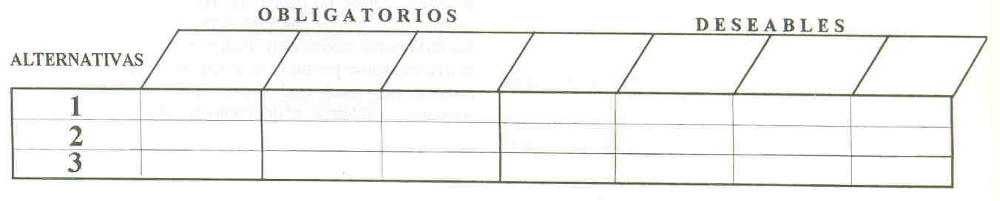 OBLIGATORIOS
DESEABLES
ALTERNATIVAS
1
2
3